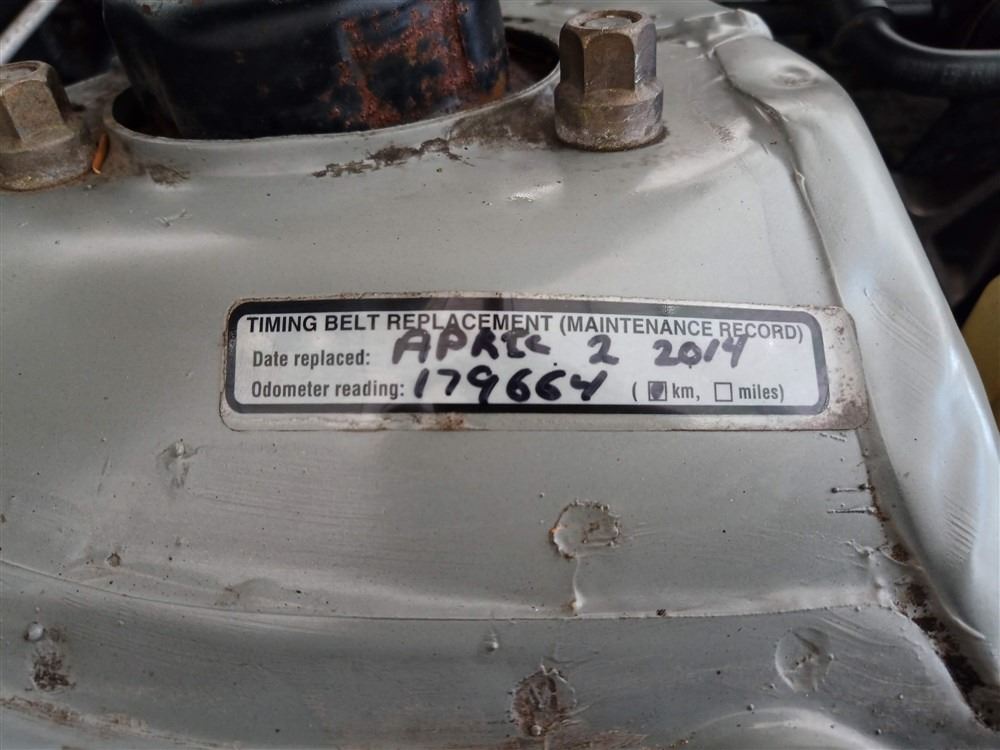 TIMING BELT REPLACEMENT (MAINTENANCE RECORD)
Date replaced: APRIL 2 2014
Odometer reading: 179664 ( km, miles)